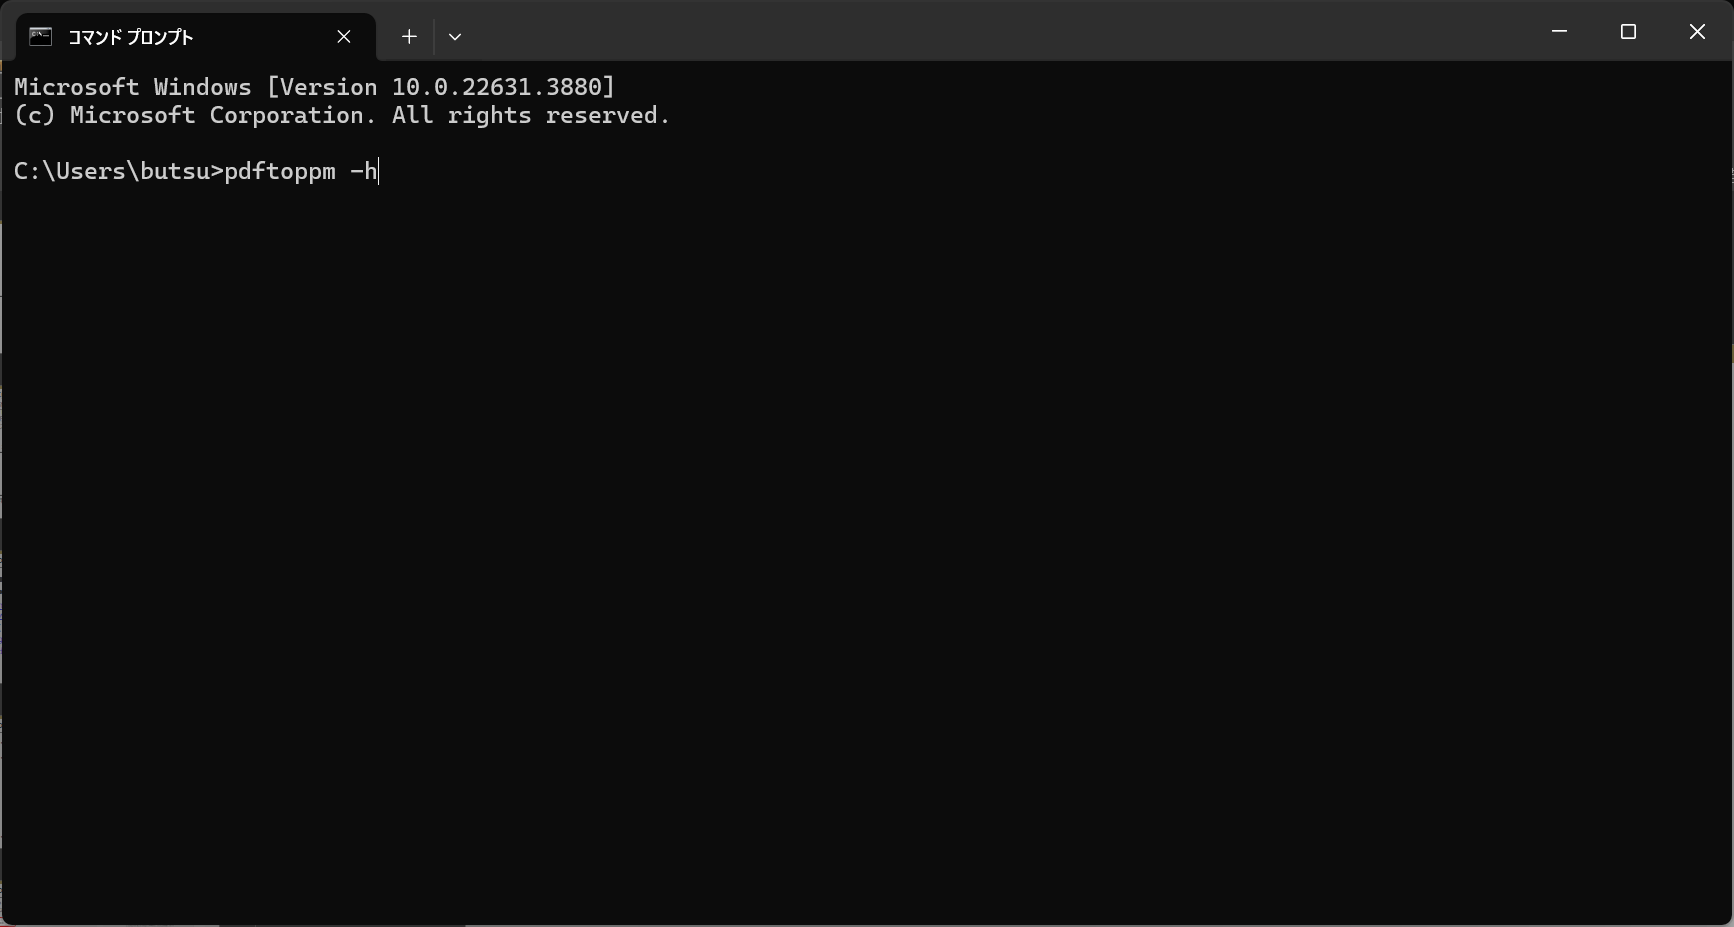 コマンド プロンプト
Microsoft Windows [Version 10.0.22631.3880]
(c) Microsoft Corporation. All rights reserved.
C:\Users\butsu>pdftoppm -h